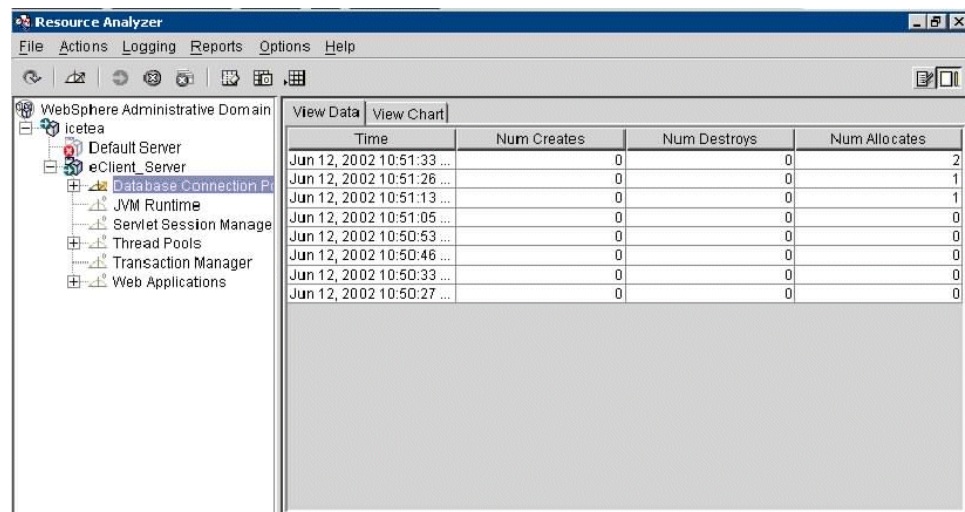 Resource Analyzer
File Actions Logging Reports Options Help
WebSphere Administrative Domain
icetea
Default Server
eClient_Server
Database Connection Po
JVM Runtime
Servlet Session Manage
Thread Pools
Transaction Manager
Web Applications
View Data View Chart
Time Num Creates Num Destroys Num Allocates
Jun 12, 2002 10:51:33 ... 0 0 2
Jun 12, 2002 10:51:26 ... 0 0 1
Jun 12, 2002 10:51:13 ... 0 0 1
Jun 12, 2002 10:51:05 ... 0 0 0
Jun 12, 2002 10:50:53 ... 0 0 0
Jun 12, 2002 10:50:46 ... 0 0 0
Jun 12, 2002 10:50:33 ... 0 0 0
Jun 12, 2002 10:50:27 ... 0 0 0